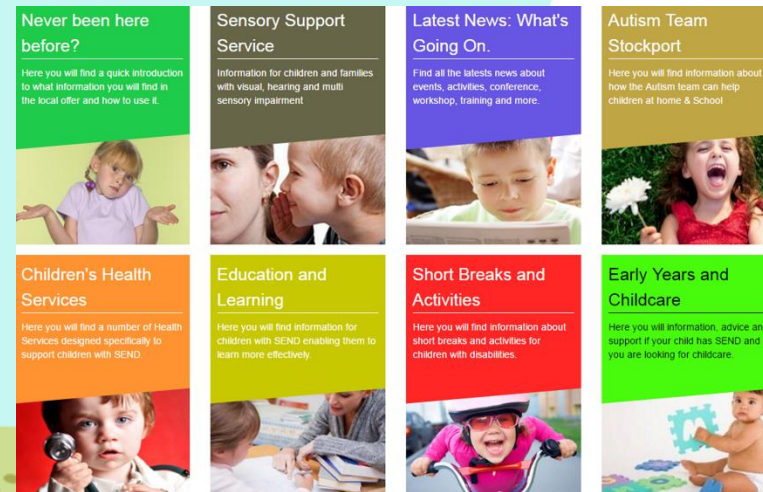 Never been here
before?
Here you will find a quick introduction
to what information you will find in
the local offer and how to use it.
Sensory Support
Service
Information for children and families
with visual, hearing and multi
sensory impairment
Latest News: What's
Going On.
Find all the latests news about
events, activities, conference,
workshop, training and more.
Autism Team
Stockport
Here you will find information about
how the Autism team can help
children at home & School
Children's Health
Services
Here you will find a number of Health
Services designed specifically to
support children with SEND.
Education and
Learning
Here you will find information for
children with SEND enabling them to
learn more effectively.
Short Breaks and
Activities
Here you will find information about
short breaks and activities for
children with disabilities.
Early Years and
Childcare
Here you will information, advice an
support if your child has SEND and
you are looking for childcare.